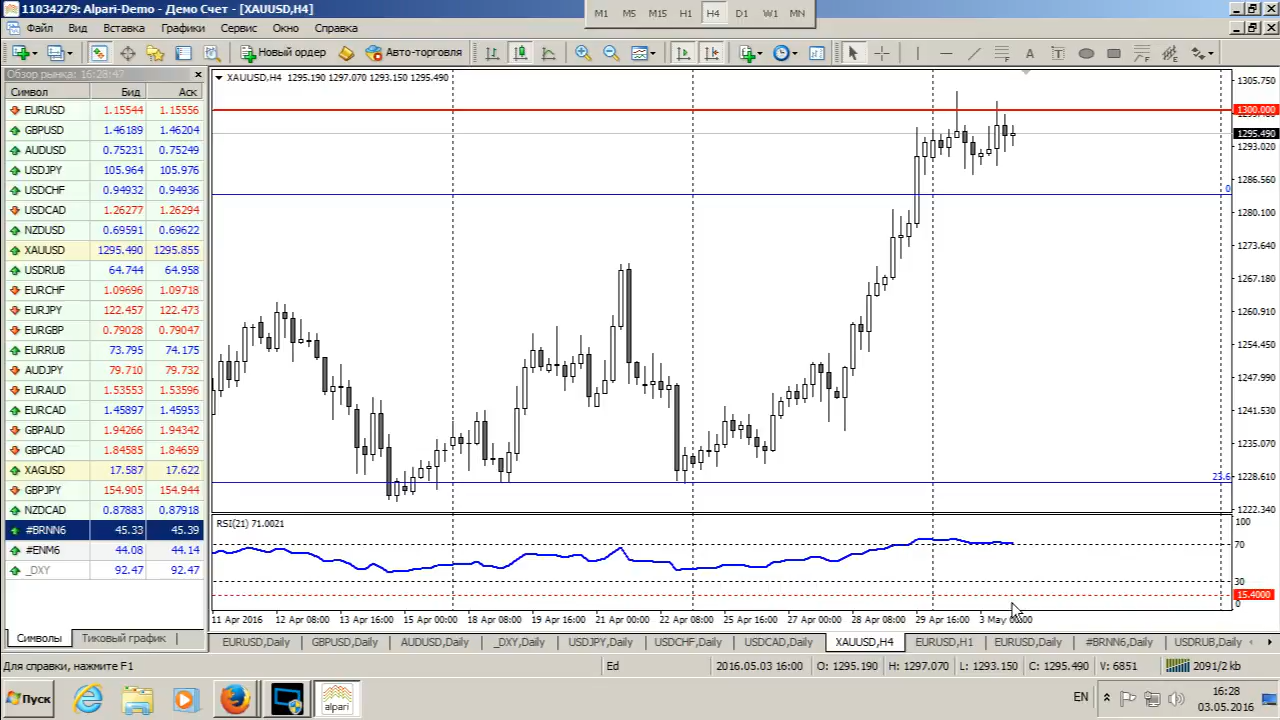 11034279: Alpari-Demo - Демо Счет - [XAUUSD,H4]
M1 M5 M15 H1 H4 D1 W1 MN
Файл Вид Вставка Графики Сервис Окно Справка
Новый ордер Авто-торговля
Обзор рынка: 16:28:47
Символ Бид Аск
EURUSD 1.15544 1.15556
GBPUSD 1.46189 1.46204
AUDUSD 0.75231 0.75249
USDJPY 105.964 105.976
USDCHF 0.94932 0.94936
USDCAD 1.26277 1.26294
NZDUSD 0.69591 0.69622
XAUUSD 1295.490 1295.855
USDRUB 64.744 64.958
EURCHF 1.09696 1.09718
EURJPY 122.457 122.473
EURGBP 0.79028 0.79047
EURRUB 73.795 74.175
AUDJPY 79.710 79.732
EURAUD 1.53553 1.53596
EURCAD 1.45897 1.45953
GBPAUD 1.94266 1.94342
GBPCAD 1.84585 1.84659
XAGUSD 17.587 17.622
GBPJPY 154.905 154.944
NZDCAD 0.87883 0.87918
#BRNN6 45.33 45.39
#ENM6 44.08 44.14
_DXY 92.47 92.47
Символы Тиковый график
XAUUSD,H4 1295.190 1297.070 1293.150 1295.490
1305.750
1300.000
1295.490
1293.020
1286.560
0
1280.100
1273.640
1267.180
1260.910
1254.450
1247.990
1241.530
1235.070
1228.610
23.6
1222.340
RSI(21) 71.0021
100
70
30
15.4000
0
11 Apr 2016 12 Apr 08:00 13 Apr 16:00 15 Apr 00:00 18 Apr 08:00 19 Apr 16:00 21 Apr 00:00 22 Apr 08:00 25 Apr 16:00 27 Apr 00:00 28 Apr 08:00 29 Apr 16:00 3 May 00:00
EURUSD,Daily GBPUSD,Daily AUDUSD,Daily _DXY,Daily USDJPY,Daily USDCHF,Daily USDCAD,Daily XAUUSD,H4 EURUSD,H1 EURUSD,Daily #BRNN6,Daily USDRUB,Daily
Для справки, нажмите F1 Ed 2016.05.03 16:00 O: 1295.190 H: 1297.070 L: 1293.150 C: 1295.490 V: 6851 2091/2 kb
Пуск alpari EN 16:28
03.05.2016